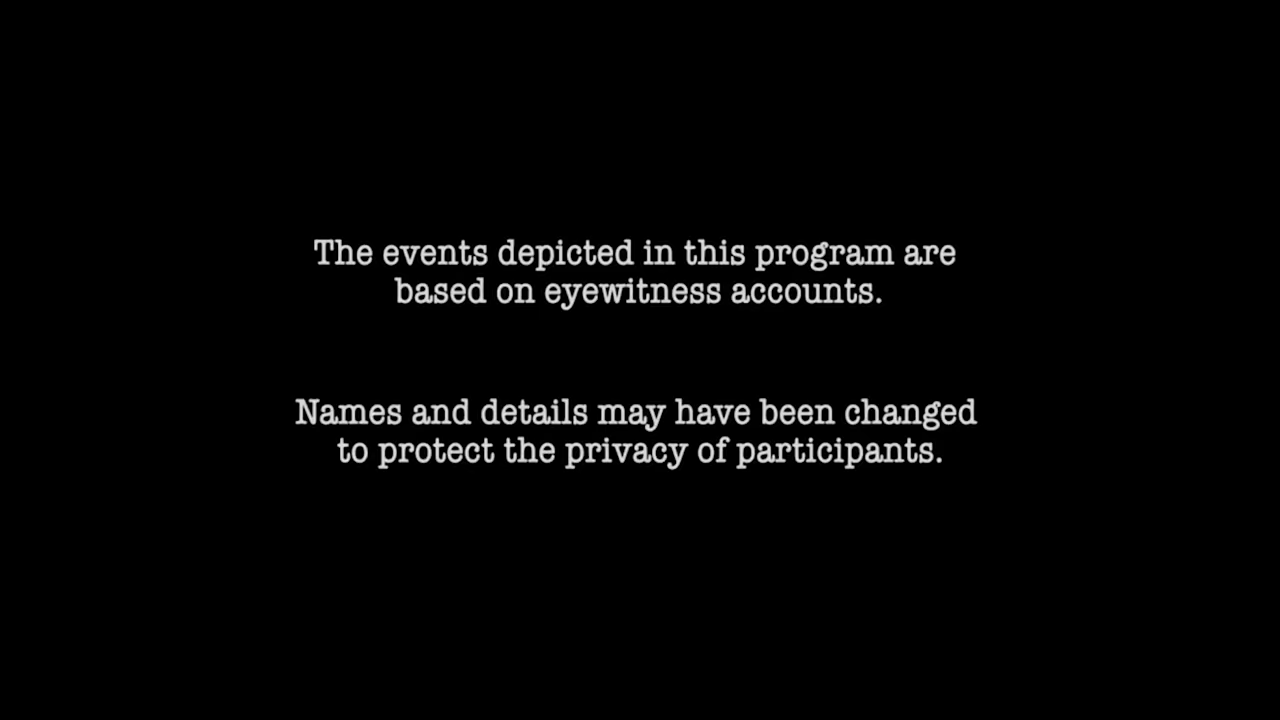 The events depicted in this program are
based on eyewitness accounts.
Names and details may have been changed
to protect the privacy of participants.